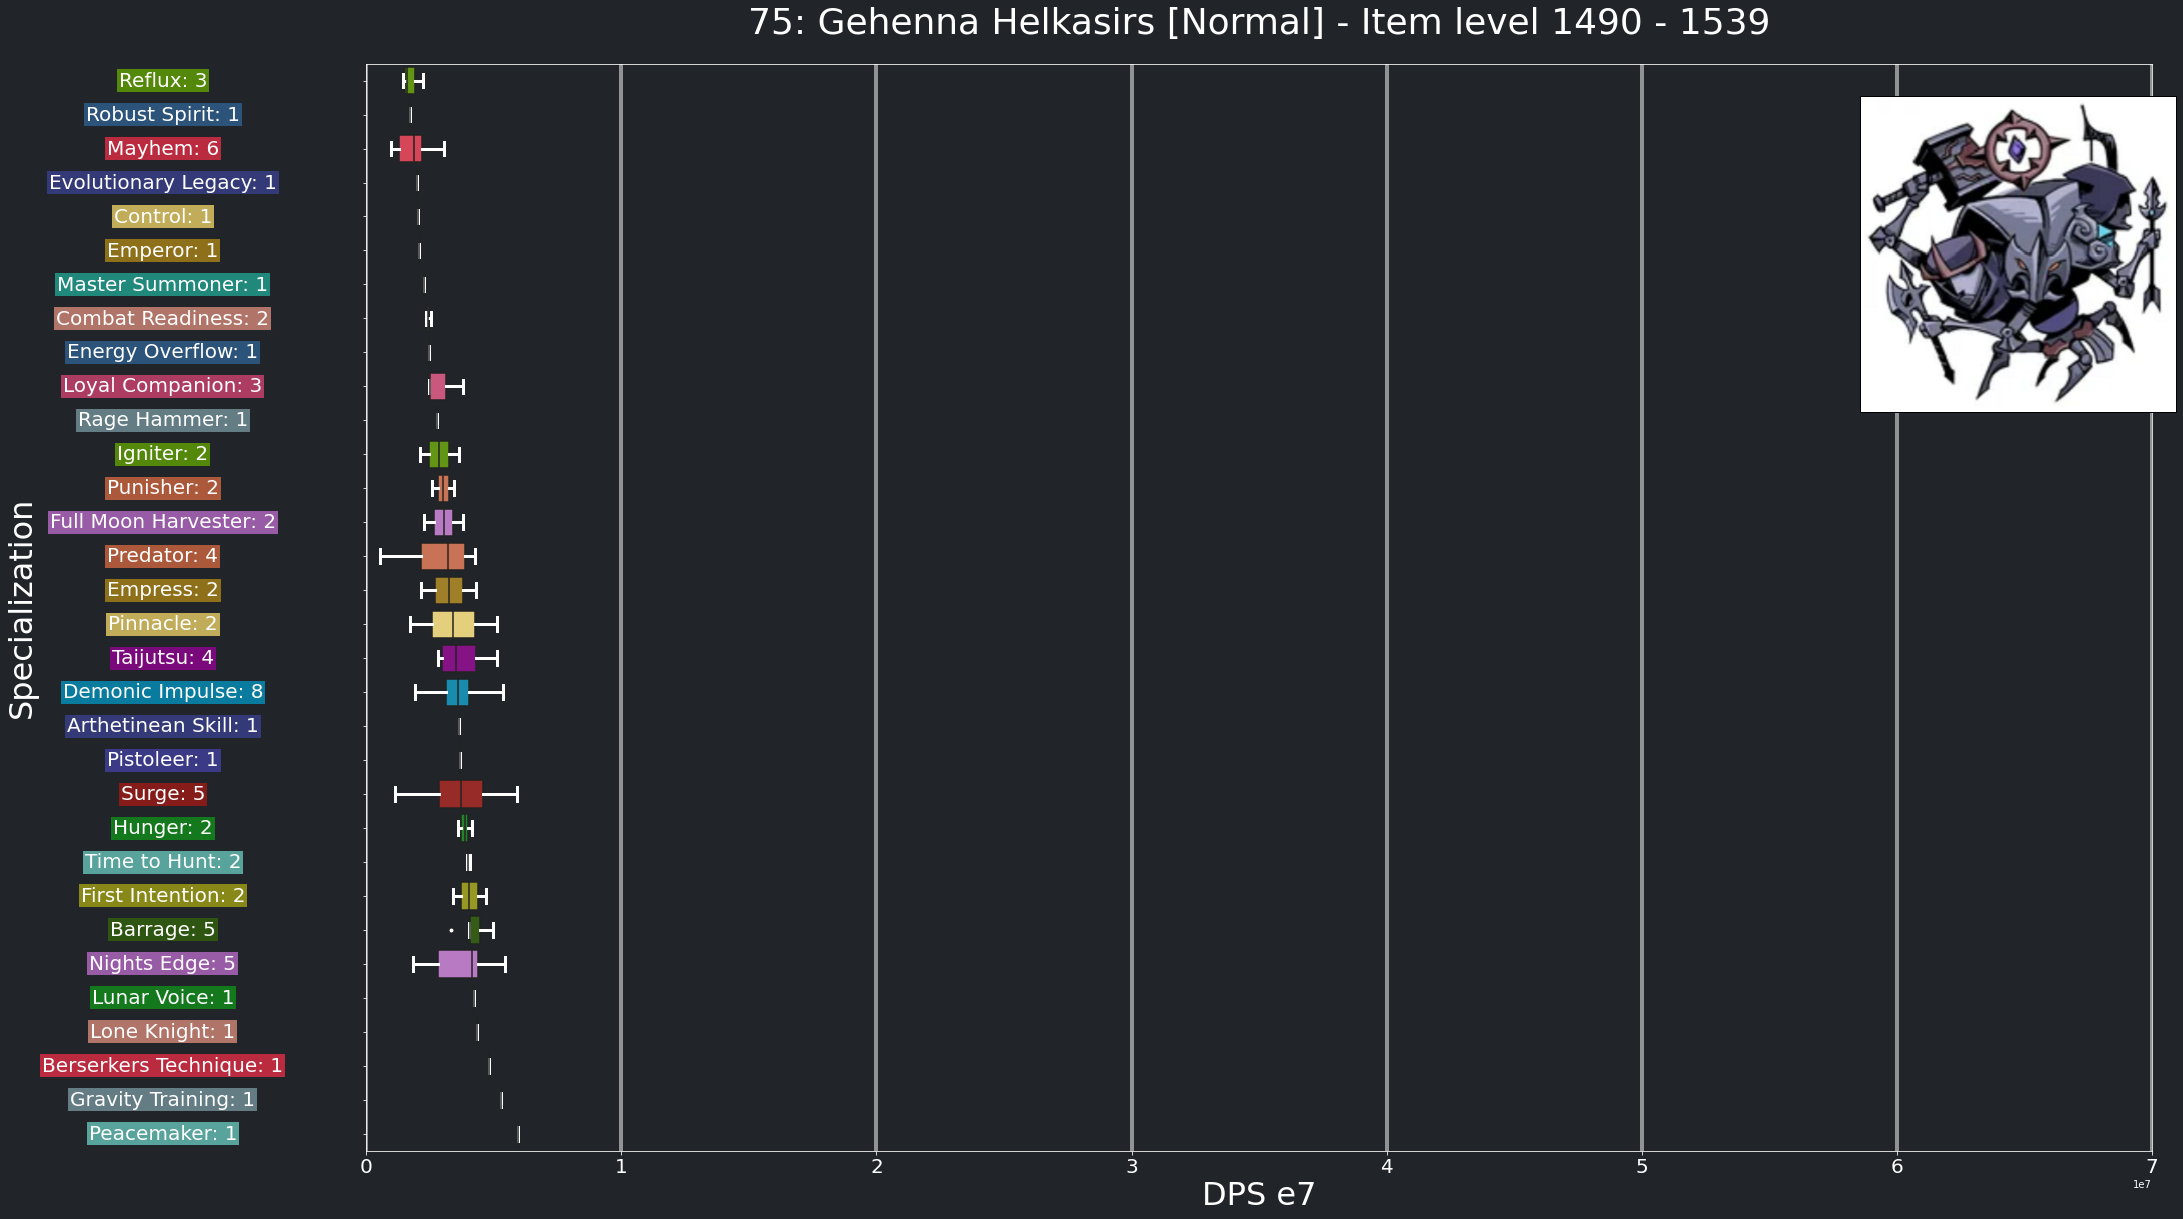 75: Gehenna Helkasirs [Normal] - Item level 1490 - 1539
Reflux: 3
Robust Spirit: 1
Mayhem: 6
Evolutionary Legacy: 1
Control: 1
Emperor: 1
Master Summoner: 1
Combat Readiness: 2
Energy Overflow: 1
Loyal Companion: 3
Rage Hammer: 1
Igniter: 2
Punisher: 2
Full Moon Harvester: 2
Predator: 4
Empress: 2
Pinnacle: 2
Taijutsu: 4
Demonic Impulse: 8
Arthetinean Skill: 1
Pistoleer: 1
Surge: 5
Hunger: 2
Time to Hunt: 2
First Intention: 2
Barrage: 5
Nights Edge: 5
Lunar Voice: 1
Lone Knight: 1
Berserkers Technique: 1
Gravity Training: 1
Peacemaker: 1
Specialization
0 1 2 3 4 5 6 7
1e7
DPS e7